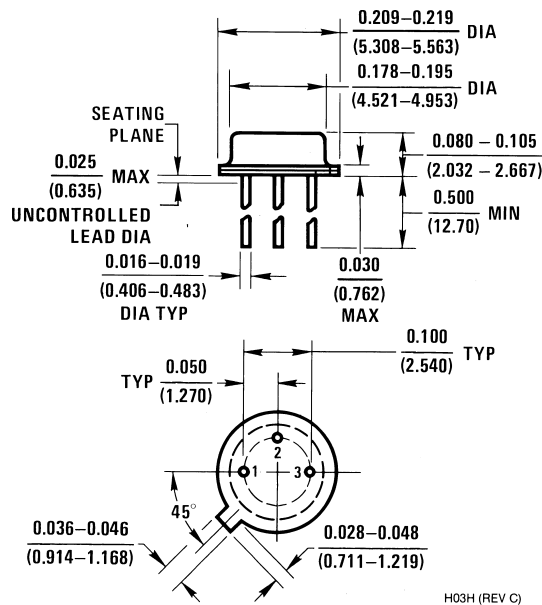 0.209–0.219
(5.308–5.563)
DIA
0.178–0.195
(4.521–4.953)
DIA
SEATING
PLANE
0.025
(0.635)
MAX
UNCONTROLLED
LEAD DIA
0.080 – 0.105
(2.032 – 2.667)
0.500
(12.70)
MIN
0.016–0.019
(0.406–0.483)
DIA TYP
0.030
(0.762)
MAX
0.100
(2.540)
TYP
TYP
0.050
(1.270)
2
1
3
45°
0.036–0.046
(0.914–1.168)
0.028–0.048
(0.711–1.219)
H03H (REV C)